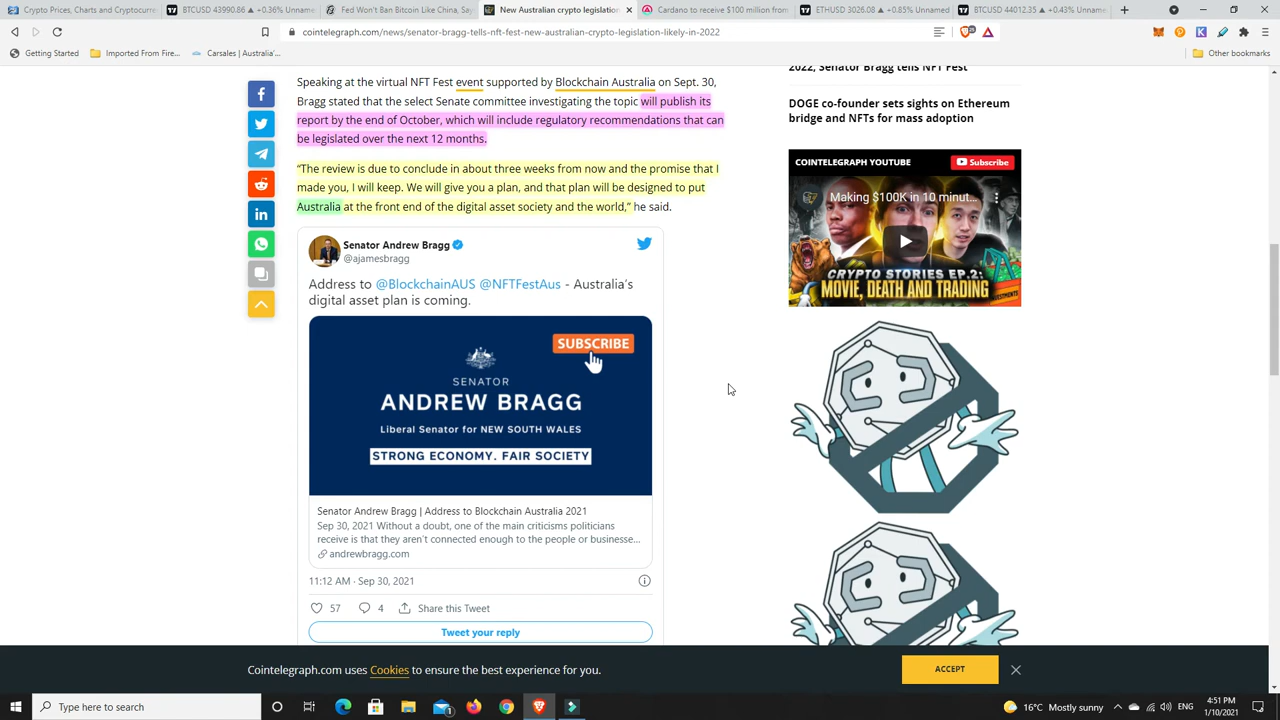 Crypto Prices, Charts and Cryptocurr
BTCUSD 43990.86 ▲ +0.36% Unname
Fed Won't Ban Bitcoin Like China, Say
New Australian crypto legislation
Cardano to receive $100 million from
ETHUSD 3026.08 ▲ +0.85% Unname
BTCUSD 44012.35 ▲ +0.43% Unname
cointelegraph.com/news/senator-bragg-tells-nft-fest-new-australian-crypto-legislation-likely-in-2022
Getting Started
Imported From Fire...
Carsales | Australia's...
Other bookmarks
Speaking at the virtual NFT Fest event supported by Blockchain Australia on Sept. 30,
Bragg stated that the select Senate committee investigating the topic will publish its
report by the end of October, which will include regulatory recommendations that can
be legislated over the next 12 months.
“The review is due to conclude in about three weeks from now and the promise that I
made you, I will keep. We will give you a plan, and that plan will be designed to put
Australia at the front end of the digital asset society and the world,” he said.
Senator Andrew Bragg
@ajamesbragg
Address to @BlockchainAUS @NFTFestAus - Australia’s
digital asset plan is coming.
SUBSCRIBE
SENATOR
ANDREW BRAGG
Liberal Senator for NEW SOUTH WALES
STRONG ECONOMY. FAIR SOCIETY
Senator Andrew Bragg | Address to Blockchain Australia 2021
Sep 30, 2021 Without a doubt, one of the main criticisms politicians
receive is that they aren’t connected enough to the people or businesse...
andrewbragg.com
11:12 AM · Sep 30, 2021
57
4
Share this Tweet
Tweet your reply
2022, Senator Bragg tells NFT Fest
DOGE co-founder sets sights on Ethereum
bridge and NFTs for mass adoption
COINTELEGRAPH YOUTUBE
Subscribe
Making $100K in 10 minut...
CRYPTO STORIES EP.2:
MOVIE, DEATH AND TRADING
Cointelegraph.com uses Cookies to ensure the best experience for you.
ACCEPT
Type here to search
16°C Mostly sunny
ENG
4:51 PM
1/10/2021